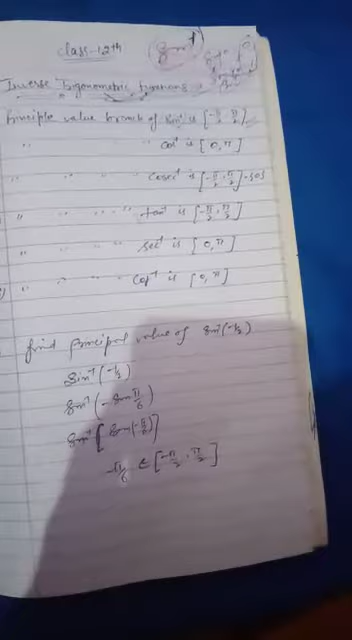 class-12th
Inverse Trigonometric functions
Principle value branch of sin⁻¹ is [-π/2, π/2]
" " " cos⁻¹ is [0, π]
" " " " cosec⁻¹ is [-π/2, π/2]-{0}
" " " " tan⁻¹ is [-π/2, π/2]
" " " " sec⁻¹ is [0, π]
" " " " cot⁻¹ is [0, π]
find principal value of sin⁻¹(-½)
sin⁻¹(-½)
sin⁻¹(-sin π/6)
sin⁻¹[sin(-π/6)]
-π/6 ∈ [-π/2, π/2]